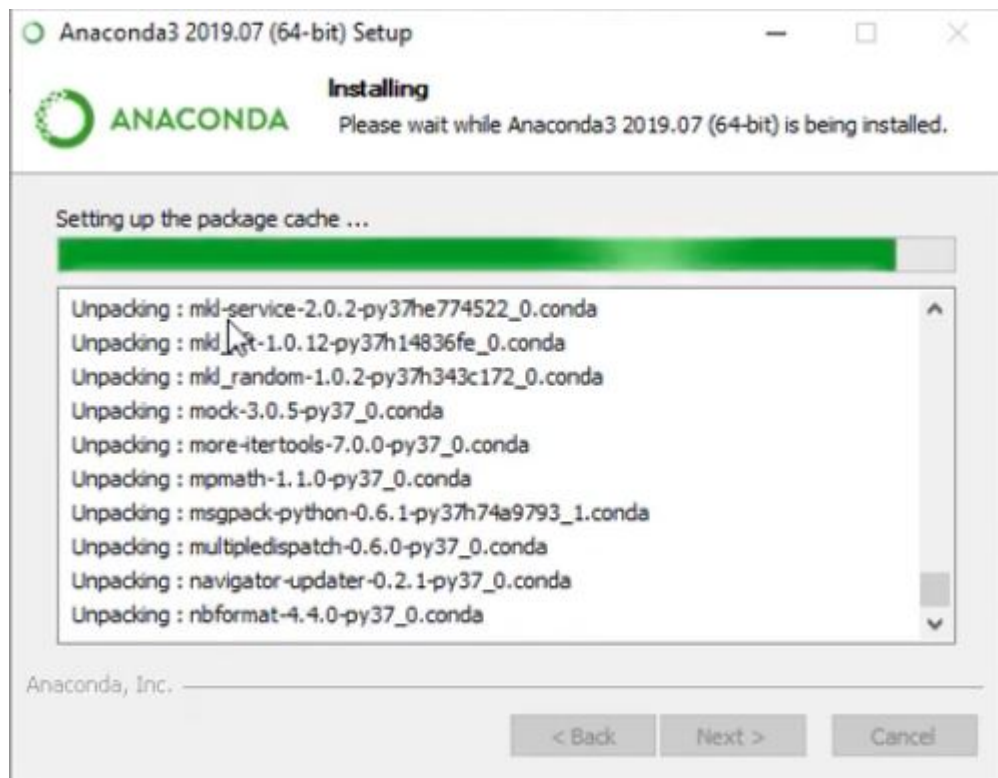 Anaconda3 2019.07 (64-bit) Setup
ANACONDA
Installing
Please wait while Anaconda3 2019.07 (64-bit) is being installed.
Setting up the package cache ...
Unpacking : mkl-service-2.0.2-py37he774522_0.conda
Unpacking : -1.0.12-py37h14836fe_0.conda
Unpacking : mkl_random-1.0.2-py37h343c172_0.conda
Unpacking : mock-3.0.5-py37_0.conda
Unpacking : more-itertools-7.0.0-py37_0.conda
Unpacking : mpmath-1.1.0-py37_0.conda
Unpacking : msgpack-python-0.6.1-py37h74a9793_1.conda
Unpacking : multipledispatch-0.6.0-py37_0.conda
Unpacking : navigator-updater-0.2.1-py37_0.conda
Unpacking : nbformat-4.4.0-py37_0.conda
Anaconda, Inc.
< Back
Next >
Cancel